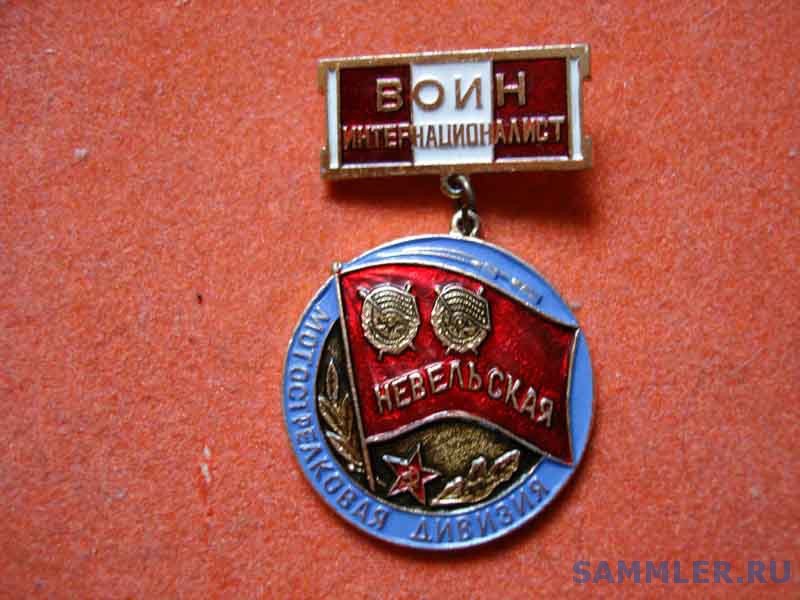 ВОИН
ИНТЕРНАЦИОНАЛИСТ
НЕВЕЛЬСКАЯ
МОТОСТРЕЛКОВАЯ ДИВИЗИЯ
SAMMLER.RU